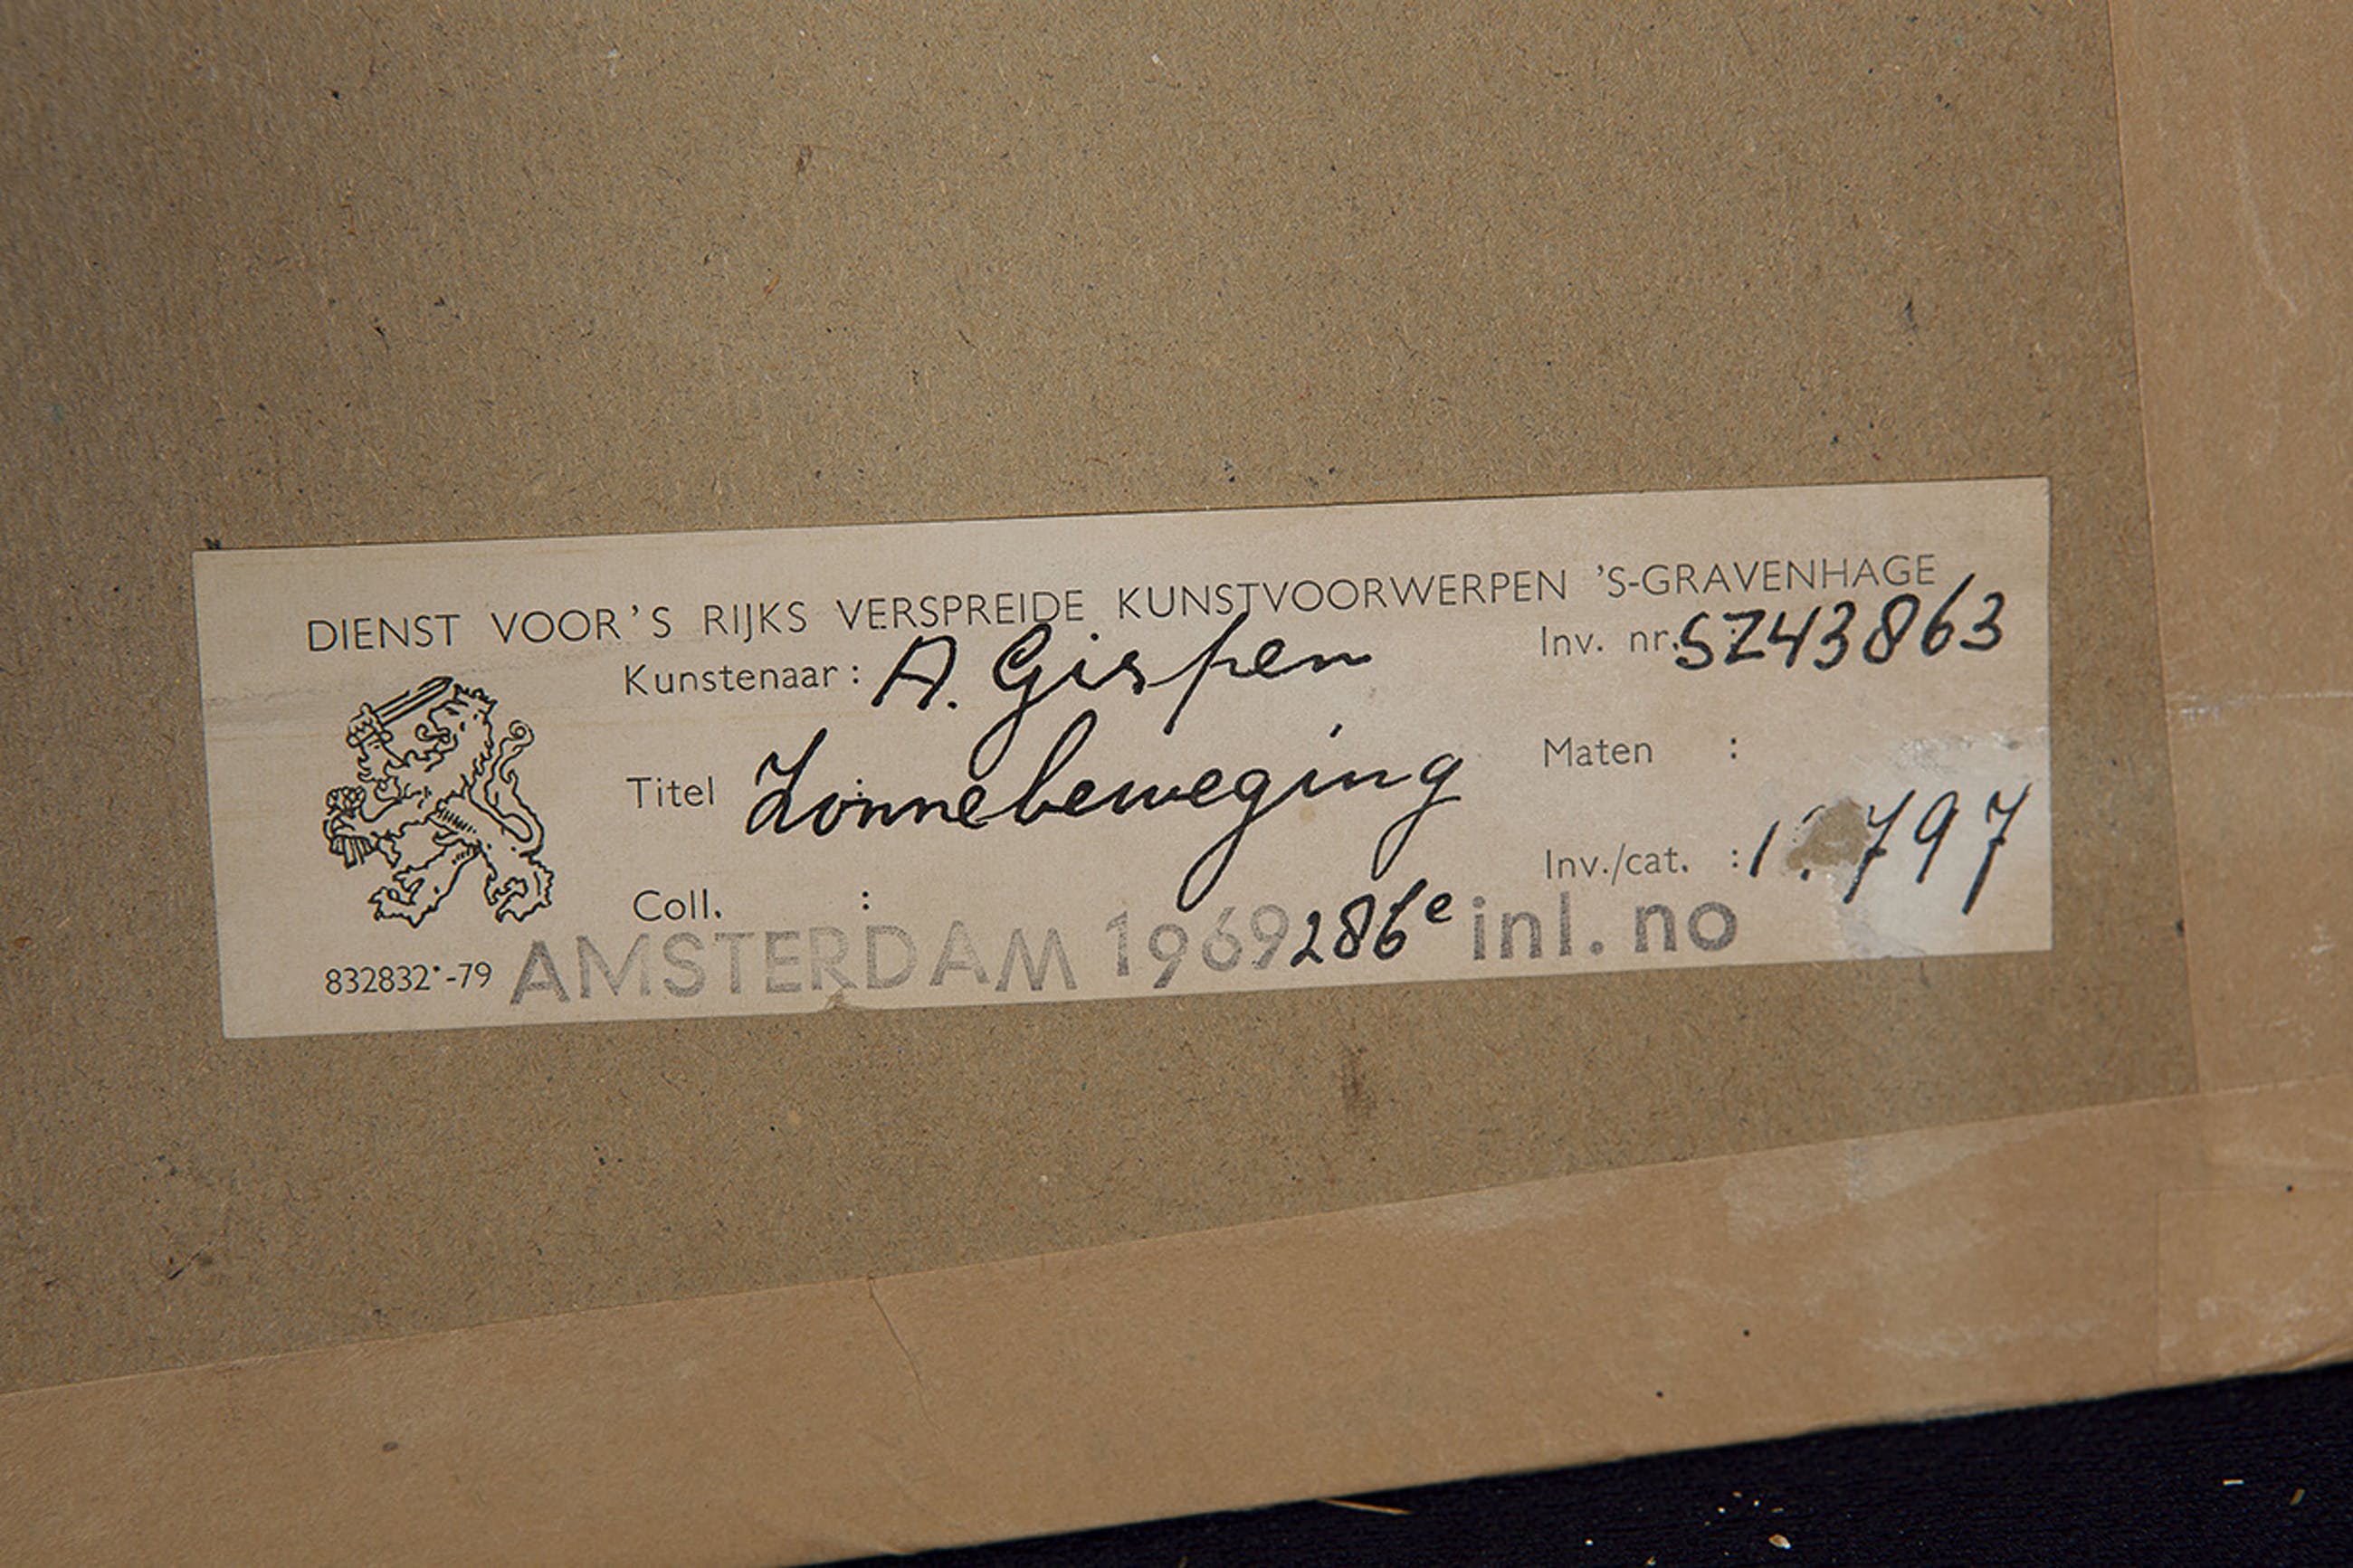 DIENST VOOR 'S RIJKS VERSPREIDE KUNSTVOORWERPEN 'S-GRAVENHAGE
Kunstenaar : A. Gispen
Inv. nr. SZ43863
Titel : Zonnebeweging
Maten :
Coll. :
Inv./cat. : 797
832832*-79
AMSTERDAM 1969 286e inl. no